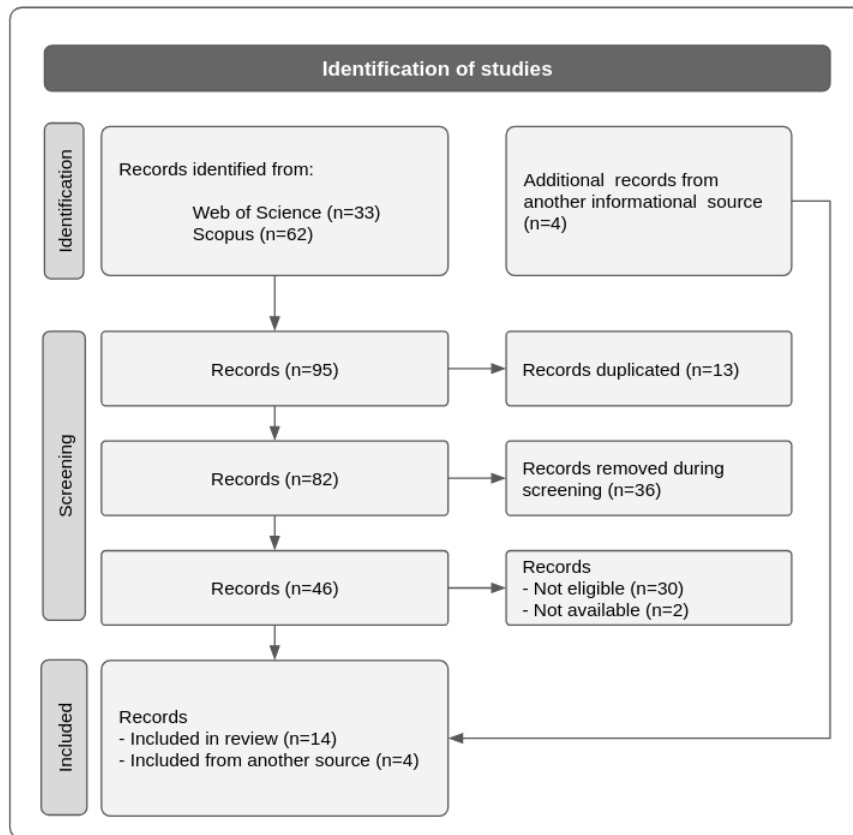 Identification of studies
Identification
Records identified from:
Web of Science (n=33)
Scopus (n=62)
Additional records from
another informational source
(n=4)
Screening
Records (n=95)
Records duplicated (n=13)
Records (n=82)
Records removed during
screening (n=36)
Records (n=46)
Records
- Not eligible (n=30)
- Not available (n=2)
Included
Records
- Included in review (n=14)
- Included from another source (n=4)